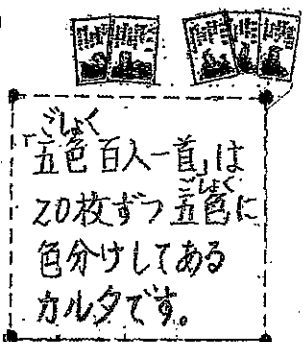 「五色百人一首」は
20枚ずつ五色に
色分けしてある
カルタです。